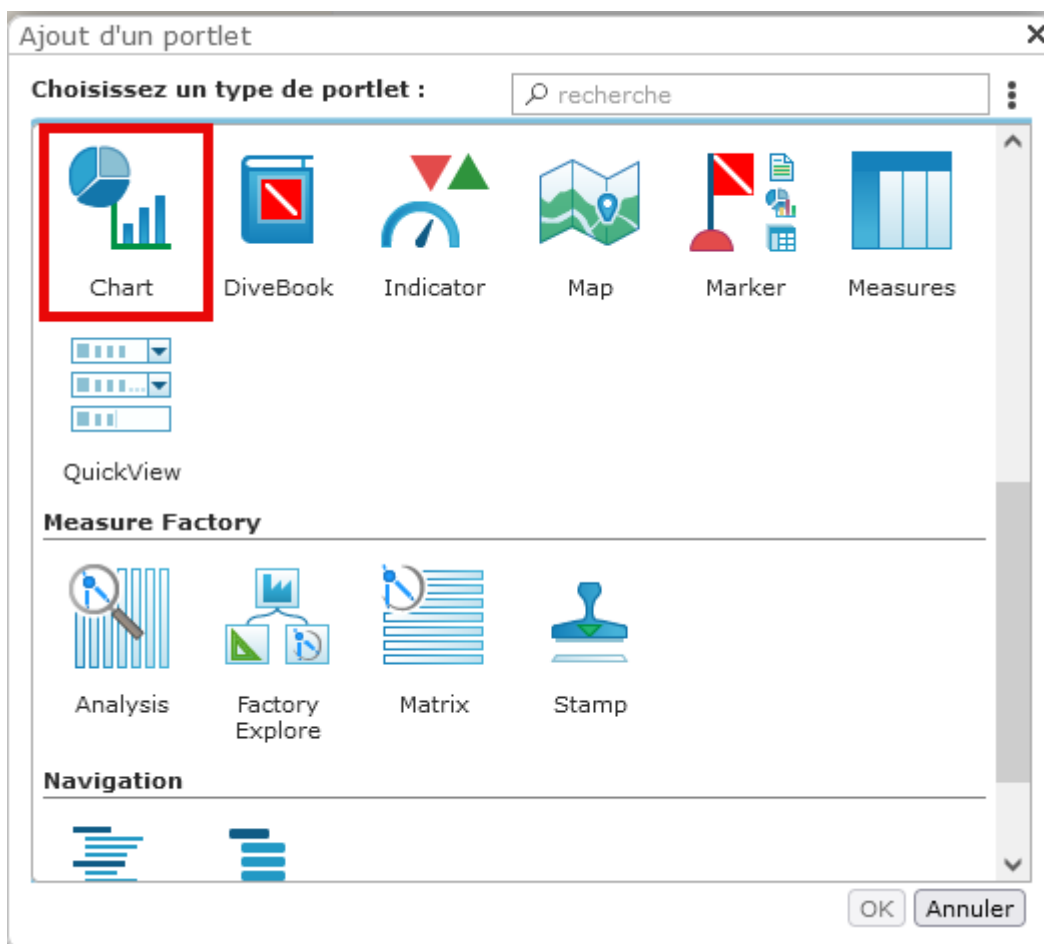 Ajout d'un portlet
Choisissez un type de portlet :
recherche
Chart
DiveBook
Indicator
Map
Marker
Measures
QuickView
Measure Factory
Analysis
Factory
Explore
Matrix
Stamp
Navigation
OK
Annuler